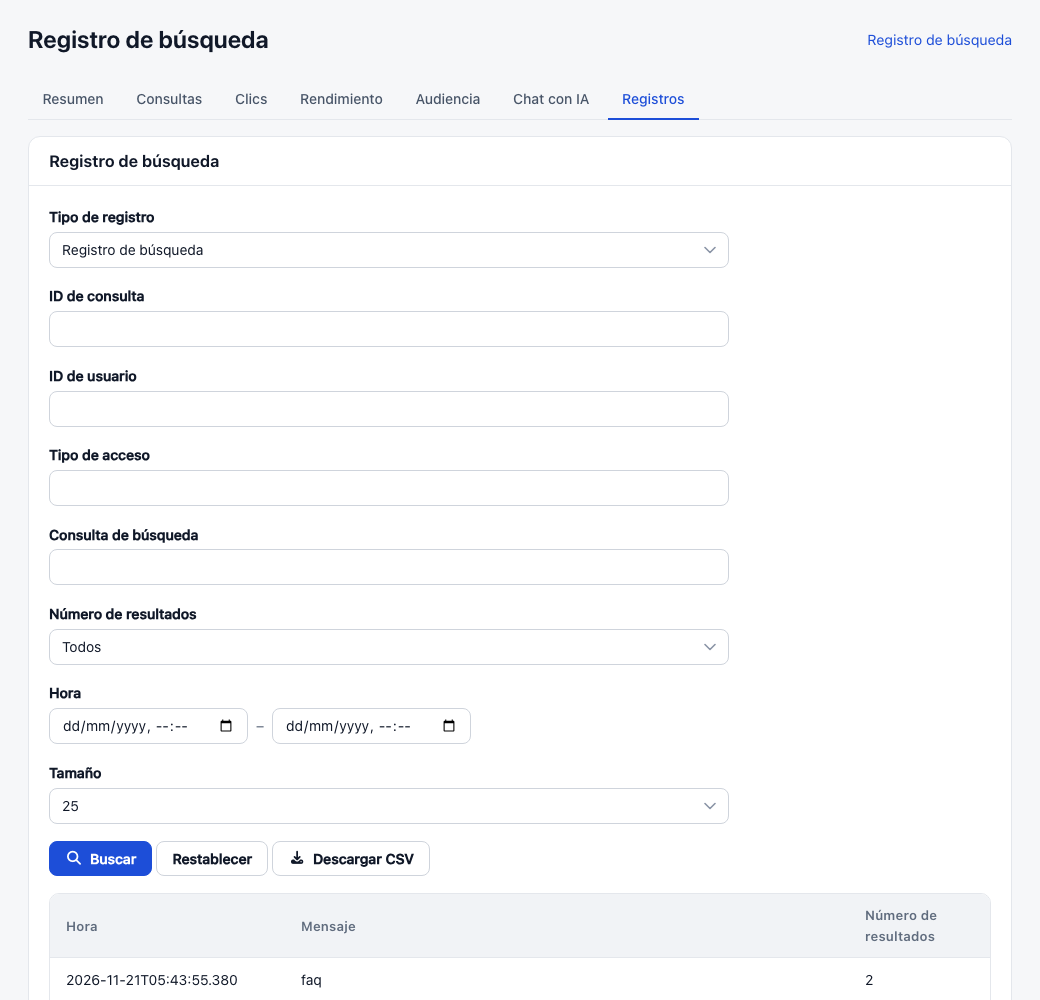 Registro de búsqueda
Registro de búsqueda
Resumen Consultas Clics Rendimiento Audiencia Chat con IA Registros
Registro de búsqueda
Tipo de registro
Registro de búsqueda
ID de consulta
ID de usuario
Tipo de acceso
Consulta de búsqueda
Número de resultados
Todos
Hora
dd/mm/yyyy, --:-- – dd/mm/yyyy, --:--
Tamaño
25
Buscar Restablecer Descargar CSV
Hora Mensaje Número de resultados
2026-11-21T05:43:55.380 faq 2